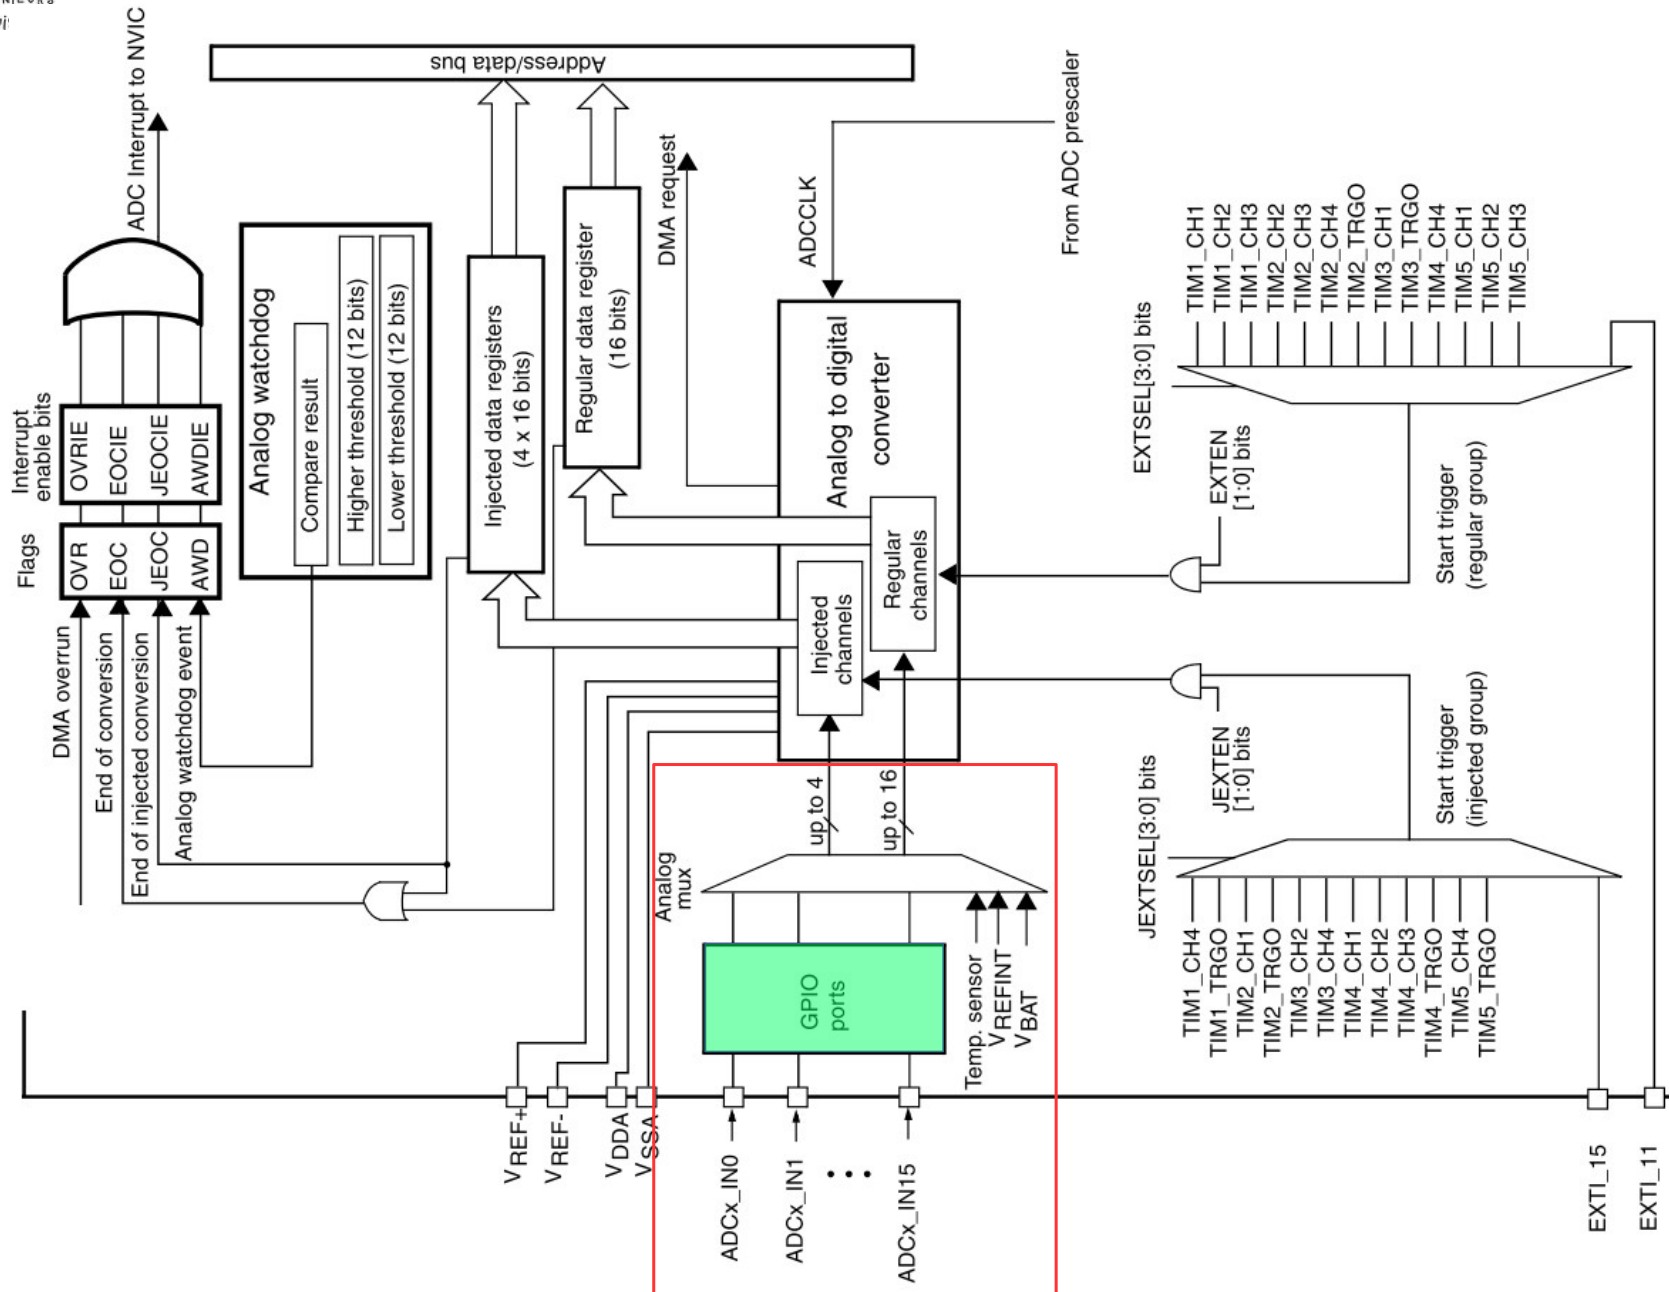 Interrupt
enable bits
Flags
OVR
EOC
JEOC
AWD
OVRIE
EOCIE
JEOCIE
AWDIE
ADC Interrupt to NVIC
DMA overrun
End of conversion
End of injected conversion
Analog watchdog event
Analog watchdog
Compare result
Higher threshold (12 bits)
Lower threshold (12 bits)
Address/data bus
Injected data registers
(4 x 16 bits)
Regular data register
(16 bits)
DMA request
ADCCLK
From ADC prescaler
Analog to digital
converter
Injected
channels
Regular
channels
up to 4
up to 16
Analog
mux
GPIO
ports
Temp. sensor
VREFINT
VBAT
VREF+
VREF-
VDDA
VSSA
ADCx_IN0
ADCx_IN1
ADCx_IN15
EXTSEL[3:0] bits
TIM1_CH1
TIM1_CH2
TIM1_CH3
TIM2_CH2
TIM2_CH3
TIM2_CH4
TIM2_TRGO
TIM3_CH1
TIM3_TRGO
TIM4_CH4
TIM5_CH1
TIM5_CH2
TIM5_CH3
EXTEN
[1:0] bits
Start trigger
(regular group)
JEXTSEL[3:0] bits
JEXTEN
[1:0] bits
Start trigger
(injected group)
TIM1_CH4
TIM1_TRGO
TIM2_CH1
TIM2_TRGO
TIM3_CH2
TIM3_CH4
TIM4_CH1
TIM4_CH2
TIM4_CH3
TIM4_TRGO
TIM5_CH4
TIM5_TRGO
EXTI_15
EXTI_11